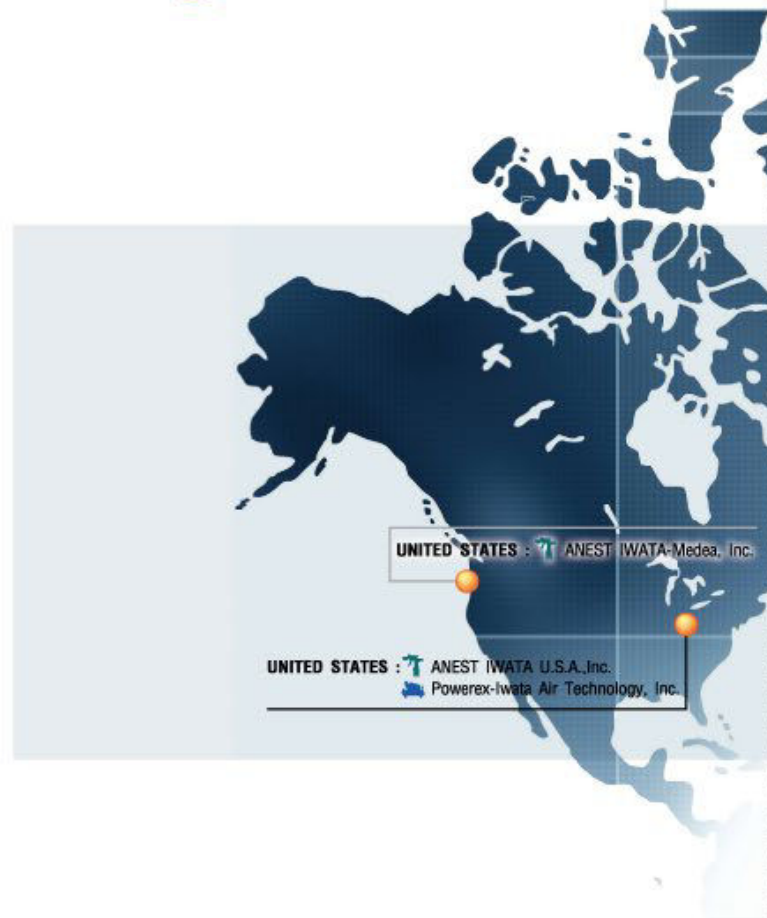 UNITED STATES : ANEST IWATA-Medea, Inc.
UNITED STATES : ANEST IWATA U.S.A.,Inc.
Powerex-Iwata Air Technology, Inc.